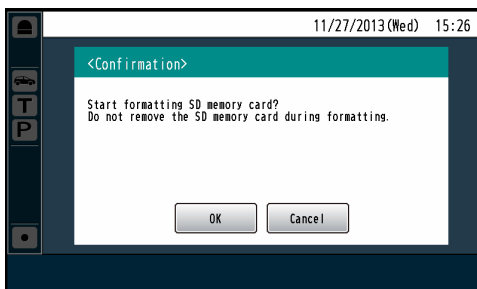 11/27/2013(Wed) 15:26
<Confirmation>
Start formatting SD memory card?
Do not remove the SD memory card during formatting.
T
P
OK Cancel